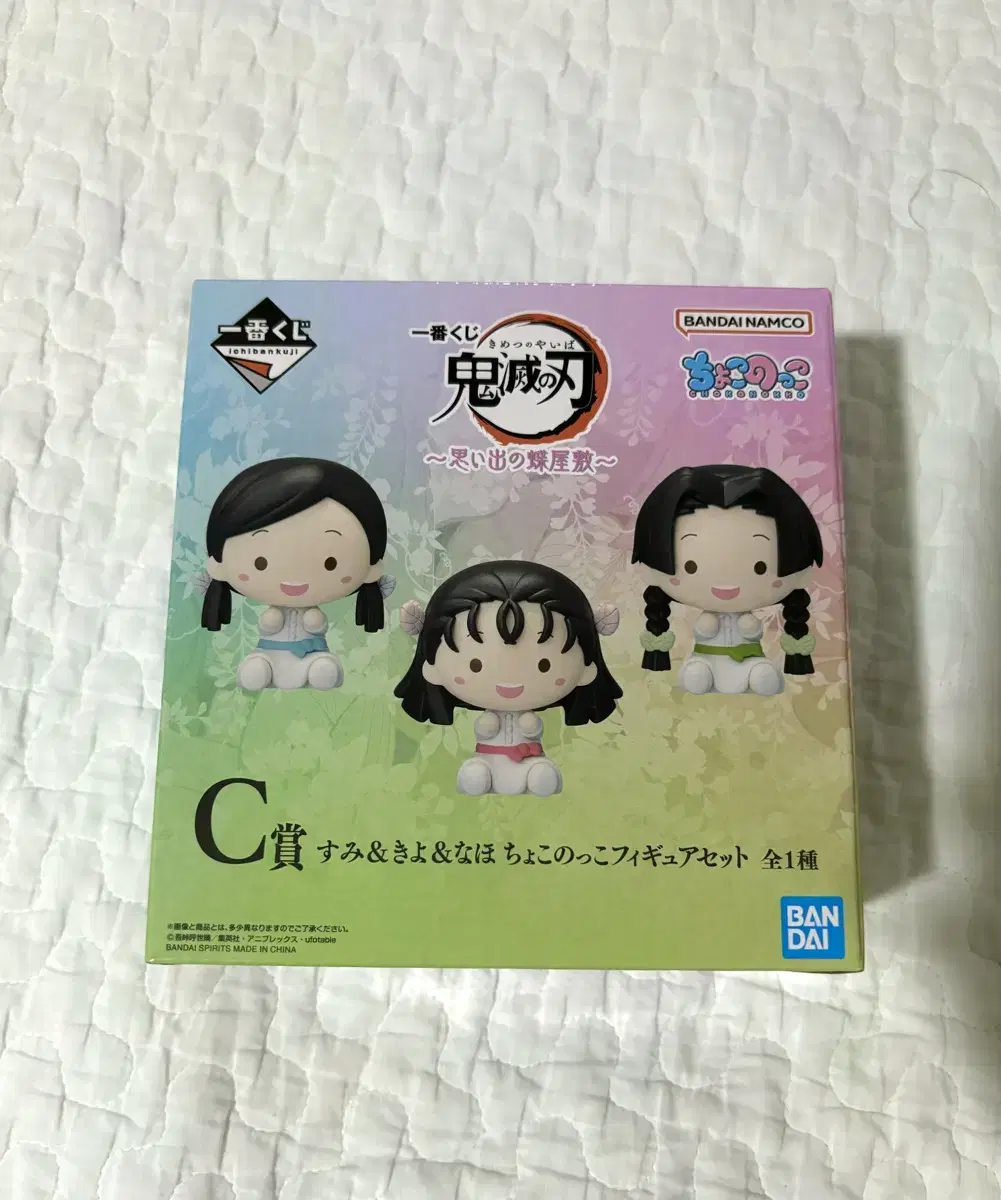 一番くじ
ichibankuji
一番くじ
きめつのやいば
鬼滅の刃
～思い出の蝶屋敷～
BANDAI NAMCO
ちょこのっこ
CHOKONOKKO
C賞 すみ&きよ&なほ ちょこのっこフィギュアセット 全1種
※画像と商品とは、多少異なりますのでご了承ください。
©吾峠呼世晴／集英社・アニプレックス・ufotable
BANDAI SPIRITS MADE IN CHINA
BAN
DAI